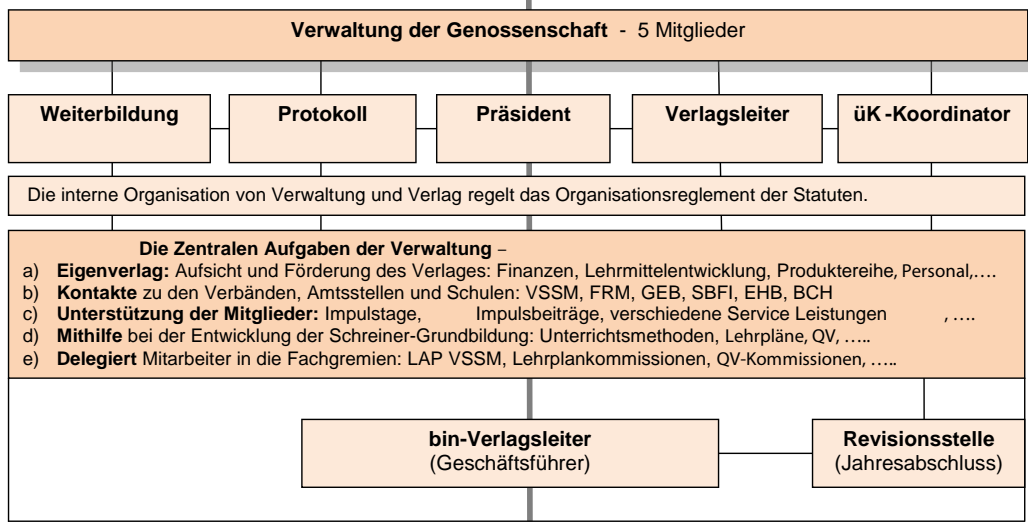 Verwaltung der Genossenschaft - 5 Mitglieder
Weiterbildung Protokoll Präsident Verlagsleiter üK-Koordinator
Die interne Organisation von Verwaltung und Verlag regelt das Organisationsreglement der Statuten.
Die Zentralen Aufgaben der Verwaltung –
a) Eigenverlag: Aufsicht und Förderung des Verlages: Finanzen, Lehrmittelentwicklung, Produktereihe, Personal,….
b) Kontakte zu den Verbänden, Amtsstellen und Schulen: VSSM, FRM, GEB, SBFI, EHB, BCH
c) Unterstützung der Mitglieder: Impulstage, Impulsbeiträge, verschiedene Service Leistungen , ….
d) Mithilfe bei der Entwicklung der Schreiner-Grundbildung: Unterrichtsmethoden, Lehrpläne, QV, …..
e) Delegiert Mitarbeiter in die Fachgremien: LAP VSSM, Lehrplankommissionen, QV-Kommissionen, …..
bin-Verlagsleiter Revisionsstelle
(Geschäftsführer) (Jahresabschluss)